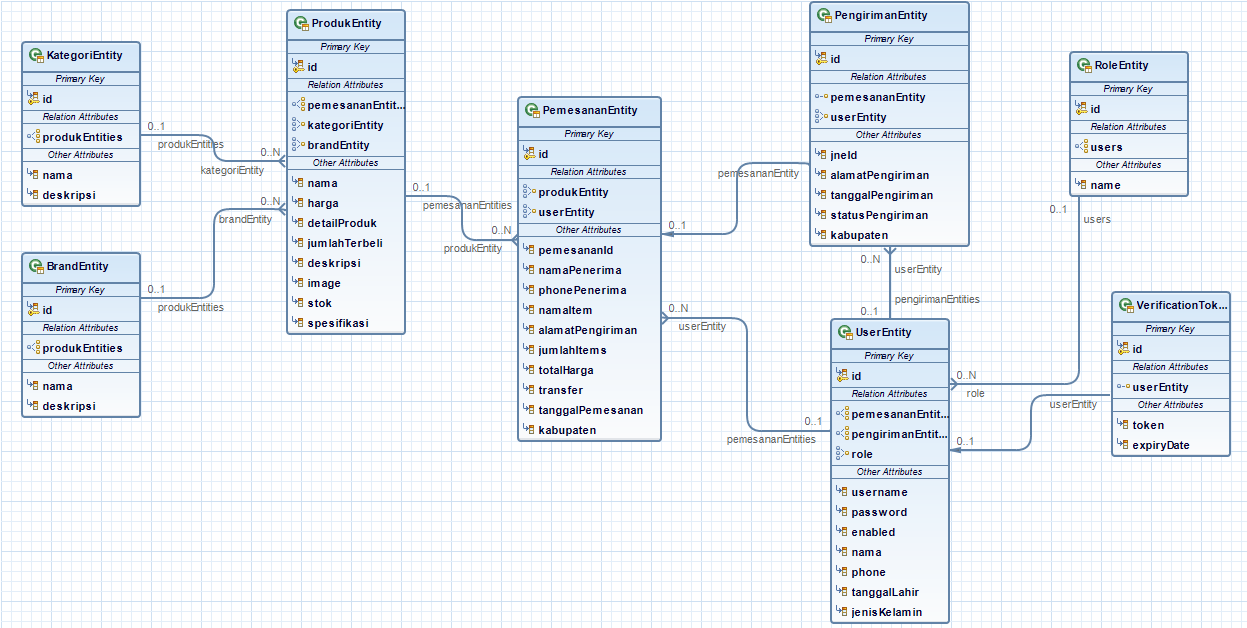 KategoriEntity
Primary Key
id
Relation Attributes
produkEntities
Other Attributes
nama
deskripsi
0..1
produkEntities
0..N
kategoriEntity
BrandEntity
Primary Key
id
Relation Attributes
produkEntities
Other Attributes
nama
deskripsi
0..1
produkEntities
0..N
brandEntity
ProdukEntity
Primary Key
id
Relation Attributes
pemesananEntit...
kategoriEntity
brandEntity
Other Attributes
nama
harga
detailProduk
jumlahTerbeli
deskripsi
image
stok
spesifikasi
0..1
pemesananEntities
0..N
produkEntity
PemesananEntity
Primary Key
id
Relation Attributes
produkEntity
userEntity
Other Attributes
pemesananId
namaPenerima
phonePenerima
namaItem
alamatPengiriman
jumlahItems
totalHarga
transfer
tanggalPemesanan
kabupaten
pemesananEntity
0..1
0..N
userEntity
0..1
pemesananEntities
PengirimanEntity
Primary Key
id
Relation Attributes
pemesananEntity
userEntity
Other Attributes
jneId
alamatPengiriman
tanggalPengiriman
statusPengiriman
kabupaten
0..N
userEntity
pengirimanEntities
0..1
UserEntity
Primary Key
id
Relation Attributes
pemesananEntit...
pengirimanEntit...
role
Other Attributes
username
password
enabled
nama
phone
tanggalLahir
jenisKelamin
RoleEntity
Primary Key
id
Relation Attributes
users
Other Attributes
name
0..1
users
0..N
role
userEntity
0..1
VerificationTok...
Primary Key
id
Relation Attributes
userEntity
Other Attributes
token
expiryDate